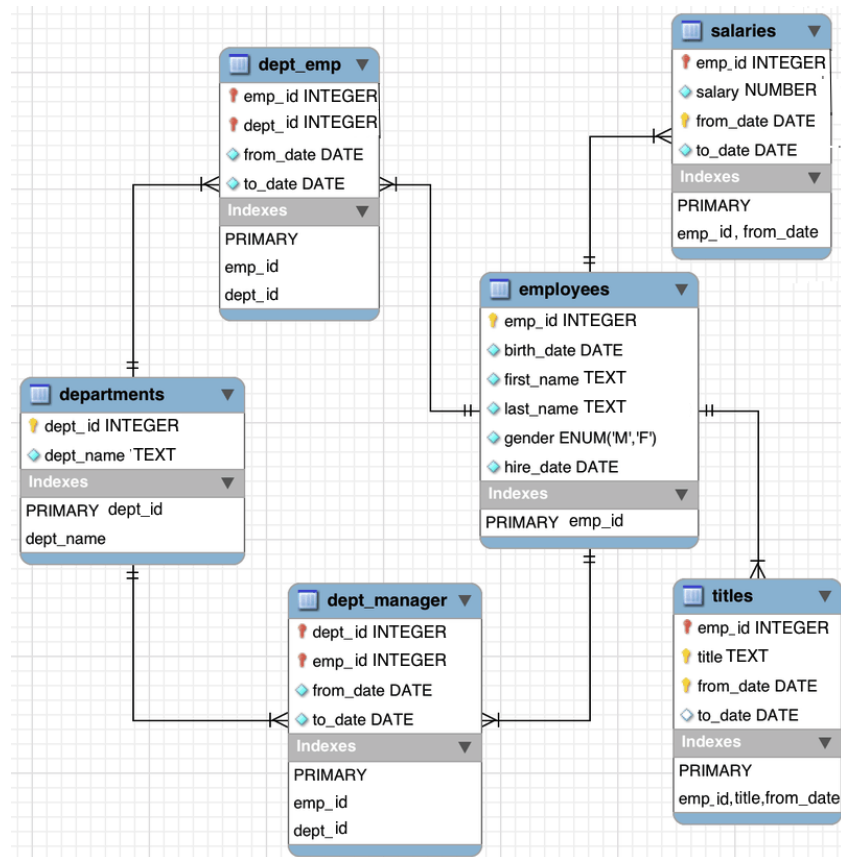 dept_emp
emp_id INTEGER
dept_id INTEGER
from_date DATE
to_date DATE
Indexes
PRIMARY
emp_id
dept_id
salaries
emp_id INTEGER
salary NUMBER
from_date DATE
to_date DATE
Indexes
PRIMARY
emp_id, from_date
employees
emp_id INTEGER
birth_date DATE
first_name TEXT
last_name TEXT
gender ENUM('M','F')
hire_date DATE
Indexes
PRIMARY emp_id
departments
dept_id INTEGER
dept_name 'TEXT
Indexes
PRIMARY dept_id
dept_name
dept_manager
dept_id INTEGER
emp_id INTEGER
from_date DATE
to_date DATE
Indexes
PRIMARY
emp_id
dept_id
titles
emp_id INTEGER
title TEXT
from_date DATE
to_date DATE
Indexes
PRIMARY
emp_id,title,from_date